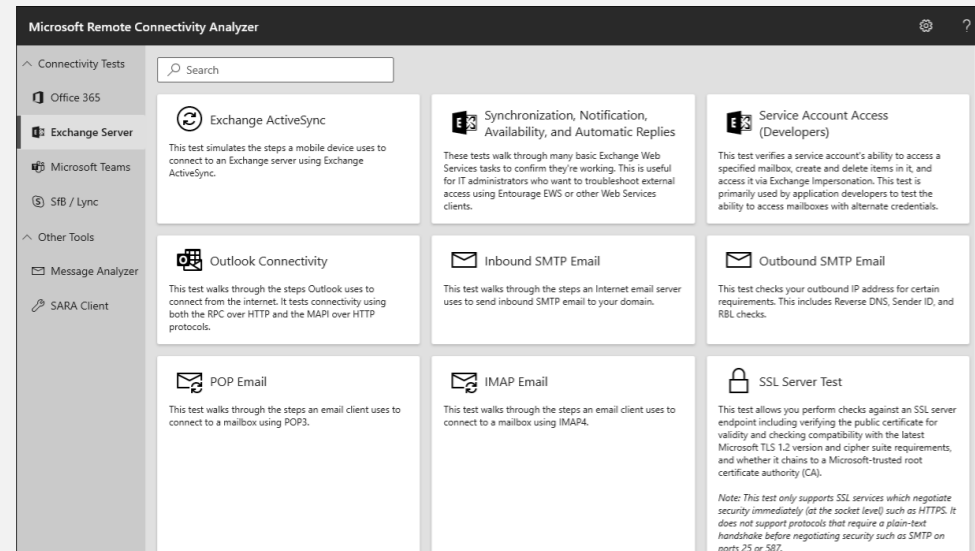 Microsoft Remote Connectivity Analyzer
?
Connectivity Tests
Office 365
Exchange Server
Microsoft Teams
SfB / Lync
Other Tools
Message Analyzer
SARA Client
Search
Exchange ActiveSync
This test simulates the steps a mobile device uses to
connect to an Exchange server using Exchange
ActiveSync.
Synchronization, Notification,
Availability, and Automatic Replies
These tests walk through many basic Exchange Web
Services tasks to confirm they're working. This is useful
for IT administrators who want to troubleshoot external
access using Entourage EWS or other Web Services
clients.
Service Account Access
(Developers)
This test verifies a service account's ability to access a
specified mailbox, create and delete items in it, and
access it via Exchange Impersonation. This test is
primarily used by application developers to test the
ability to access mailboxes with alternate credentials.
Outlook Connectivity
This test walks through the steps Outlook uses to
connect from the internet. It tests connectivity using
both the RPC over HTTP and the MAPI over HTTP
protocols.
Inbound SMTP Email
This test walks through the steps an Internet email server
uses to send inbound SMTP email to your domain.
Outbound SMTP Email
This test checks your outbound IP address for certain
requirements. This includes Reverse DNS, Sender ID, and
RBL checks.
POP Email
This test walks through the steps an email client uses to
connect to a mailbox using POP3.
IMAP Email
This test walks through the steps an email client uses to
connect to a mailbox using IMAP4.
SSL Server Test
This test allows you perform checks against an SSL server
endpoint including verifying the public certificate for
validity and checking compatibility with the latest
Microsoft TLS 1.2 version and cipher suite requirements,
and whether it chains to a Microsoft-trusted root
certificate authority (CA).
Note: This test only supports SSL services which negotiate
security immediately (at the socket level) such as HTTPS. It
does not support protocols that require a plain-text
handshake before negotiating security such as SMTP on
ports 25 or 587.